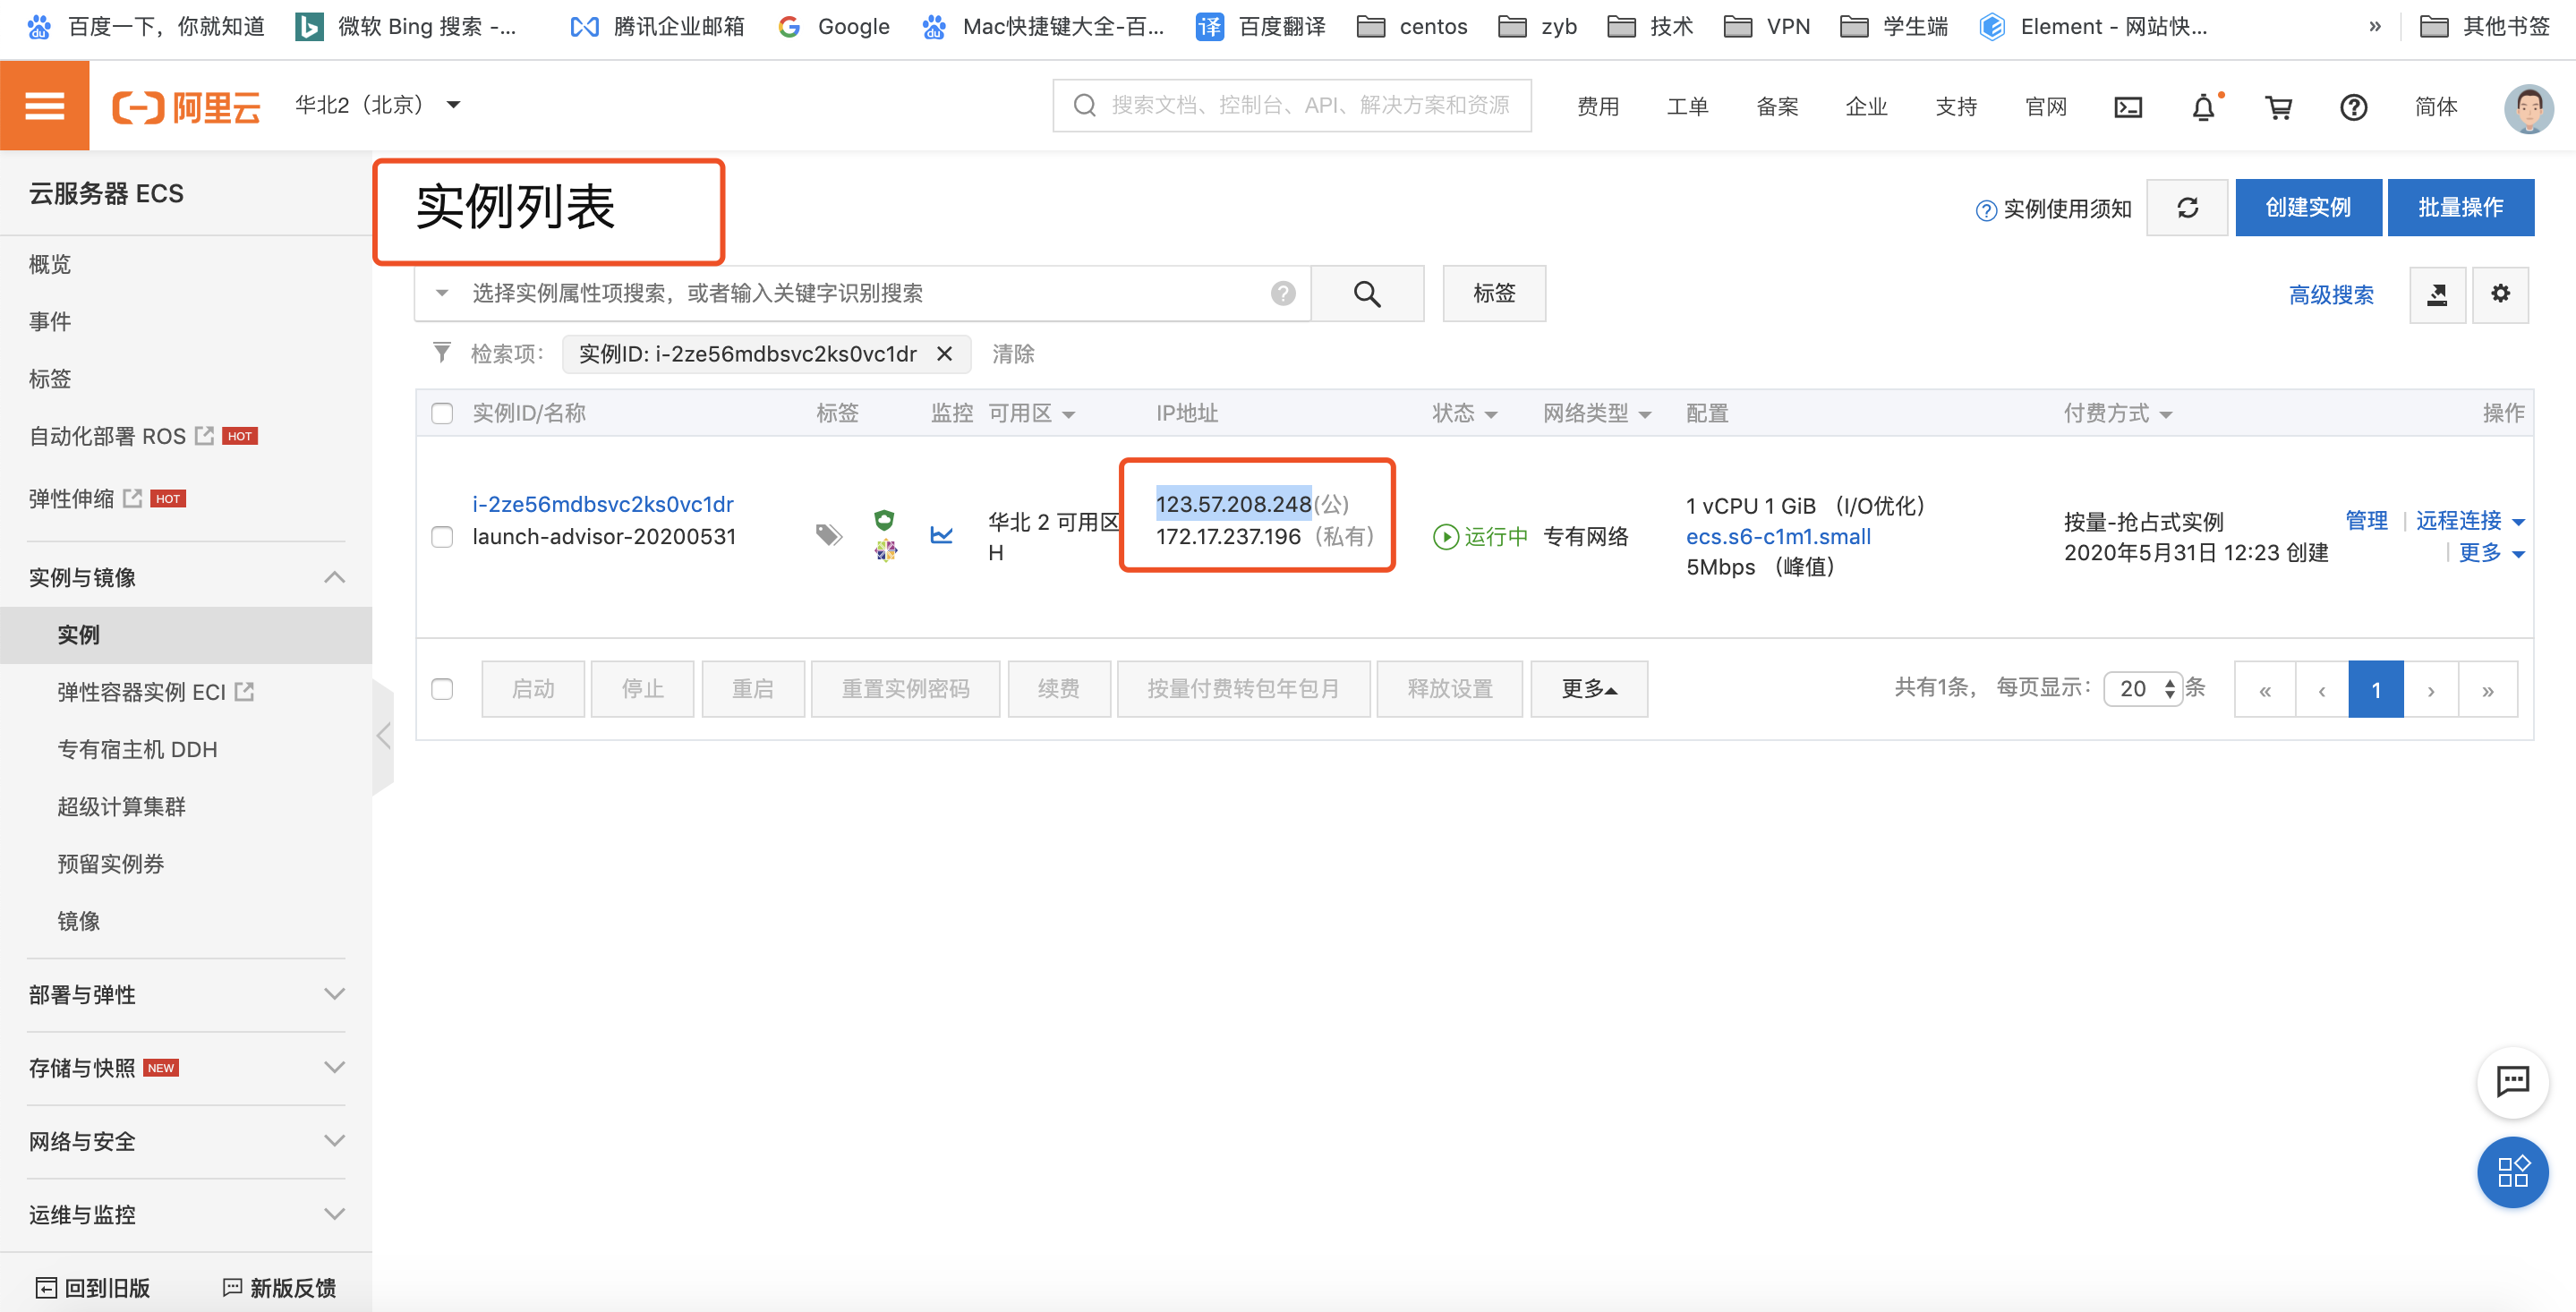 百度一下，你就知道 微软 Bing 搜索 -... 腾讯企业邮箱 Google Mac快捷键大全-百... 译 百度翻译 centos zyb 技术 VPN 学生端 Element - 网站快... » 其他书签
阿里云 华北2（北京） 搜索文档、控制台、API、解决方案和资源 费用 工单 备案 企业 支持 官网 简体
云服务器 ECS
概览
事件
标签
自动化部署 ROS HOT
弹性伸缩 HOT
实例与镜像
实例
弹性容器实例 ECI
专有宿主机 DDH
超级计算集群
预留实例券
镜像
部署与弹性
存储与快照 NEW
网络与安全
运维与监控
回到旧版 新版反馈
实例列表
实例使用须知 创建实例 批量操作
选择实例属性项搜索，或者输入关键字识别搜索 标签 高级搜索
检索项： 实例ID: i-2ze56mdbsvc2ks0vc1dr 清除
实例ID/名称 标签 监控 可用区 IP地址 状态 网络类型 配置 付费方式 操作
i-2ze56mdbsvc2ks0vc1dr
launch-advisor-20200531
华北 2 可用区
H
123.57.208.248(公)
172.17.237.196 （私有）
运行中 专有网络
1 vCPU 1 GiB （I/O优化）
ecs.s6-c1m1.small
5Mbps （峰值）
按量-抢占式实例
2020年5月31日 12:23 创建
管理 | 远程连接
| 更多
启动 停止 重启 重置实例密码 续费 按量付费转包年包月 释放设置 更多 共有1条， 每页显示： 20 条 « ‹ 1 › »